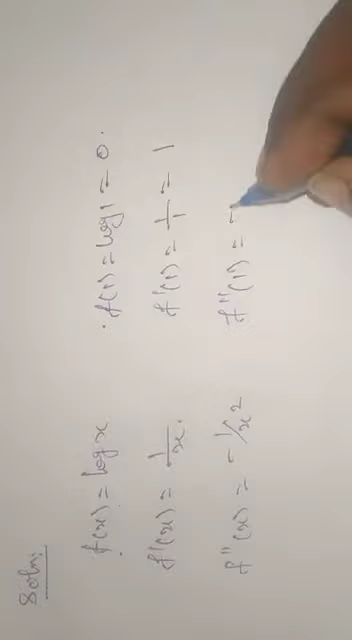 Soln:
f(x) = log x f(1) = log 1 = 0.
f'(x) = 1/x. f'(1) = 1/1 = 1
f''(x) = -1/x² f''(1) = -